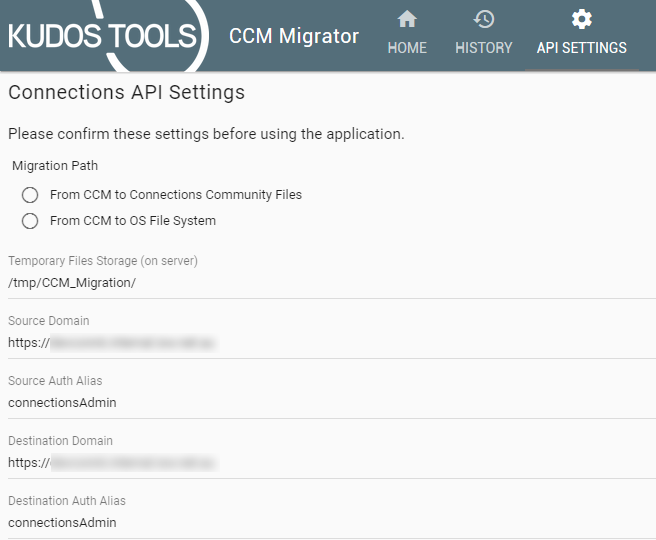 KUDOS TOOLS
CCM Migrator
HOME
HISTORY
API SETTINGS
Connections API Settings
Please confirm these settings before using the application.
Migration Path
From CCM to Connections Community Files
From CCM to OS File System
Temporary Files Storage (on server)
/tmp/CCM_Migration/
Source Domain
https://
Source Auth Alias
connectionsAdmin
Destination Domain
https://
Destination Auth Alias
connectionsAdmin